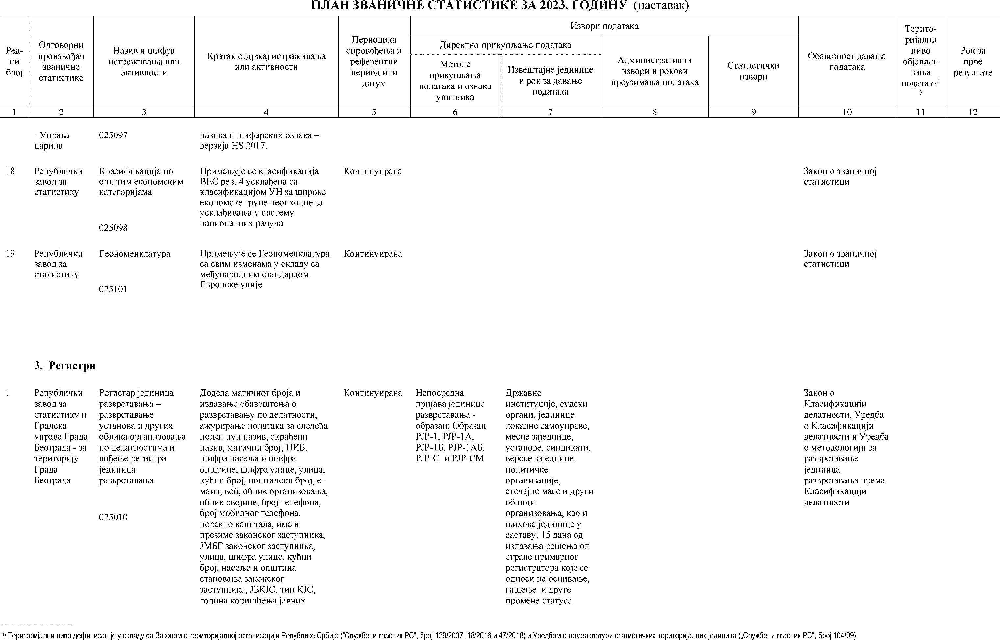 ПЛАН ЗВАНИЧНЕ СТАТИСТИКЕ ЗА 2023. ГОДИНУ (наставак)
Ред-
ни
број
Одговорни
произвођач
званичне
статистике
Назив и шифра
истраживања или
активности
Кратак садржај истраживања
или активности
Периодика
спровођења и
референтни
период или
датум
Извори података
Директно прикупљање података
Методе
прикупљања
података и ознака
упитника
Извештајне јединице
и рок за давање
података
Административни
извори и рокови
преузимања података
Статистички
извори
Обавезност давања
података
Терито-
ријални
ниво
објављи-
вања
података¹
⁾
Рок за
прве
резултате
1 2 3 4 5 6 7 8 9 10 11 12
- Управа
царина
025097
назива и шифарских ознака –
верзија HS 2017.
18
Републички
завод за
статистику
Класификација по
општим економским
категоријама
025098
Примењује се класификација
BEC рев. 4 усклађена са
класификацијом УН за широке
економске групе неопходне за
усклађивања у систему
националних рачуна
Континуирана
Закон о званичној
статистици
19
Републички
завод за
статистику
Геономенклатура
025101
Примењује се Геономенклатура
са свим изменама у складу са
међународним стандардом
Европске уније
Континуирана
Закон о званичној
статистици
3. Регистри
1
Републички
завод за
статистику и
Градска
управа Града
Београда - за
територију
Града
Београда
Регистар јединица
разврставања –
разврставање
установа и других
облика организовања
по делатностима и
вођење регистра
јединица
разврставања
025010
Додела матичног броја и
издавање обавештења о
разврставању по делатности,
ажурирање података за следећа
поља: пун назив, скраћени
назив, матични број, ПИБ,
шифра насеља и шифра
општине, шифра улице, улица,
кућни број, поштански број, е-
маил, веб, облик организовања,
облик својине, број телефона,
број мобилног телефона,
порекло капитала, име и
презиме законског заступника,
ЈМБГ законског заступника,
улица, шифра улице, кућни
број, насеље и општина
становања законског
заступника, ЈБКЈС, тип КЈС,
година коришћења јавних
Континуирана
Непосредна
пријава јединице
разврставања -
образац; Образац
РЈР-1, РЈР-1А,
РЈР-1Б. РЈР-1АБ,
РЈР-С и РЈР-СМ
Државне
институције, судски
органи, јединице
локалне самоуправе,
месне заједнице,
установе, синдикати,
верске заједнице,
политичке
организације,
стечајне масе и други
облици
организовања, као и
њихове јединице у
саставу; 15 дана од
издавања решења од
стране примарног
регистратора које се
односи на оснивање,
гашење и друге
промене статуса
Закон о
Класификацији
делатности, Уредба
о Класификацији
делатности и Уредба
о методологији за
разврставање
јединица
разврставања према
Класификацији
делатности
¹⁾ Територијални ниво дефинисан је у складу са Законом о територијалној организацији Републике Србије ("Службени гласник РС", број 129/2007, 18/2016 и 47/2018) и Уредбом о номенклатури статистичких територијалних јединица („Службени гласник РС", број 104/09).